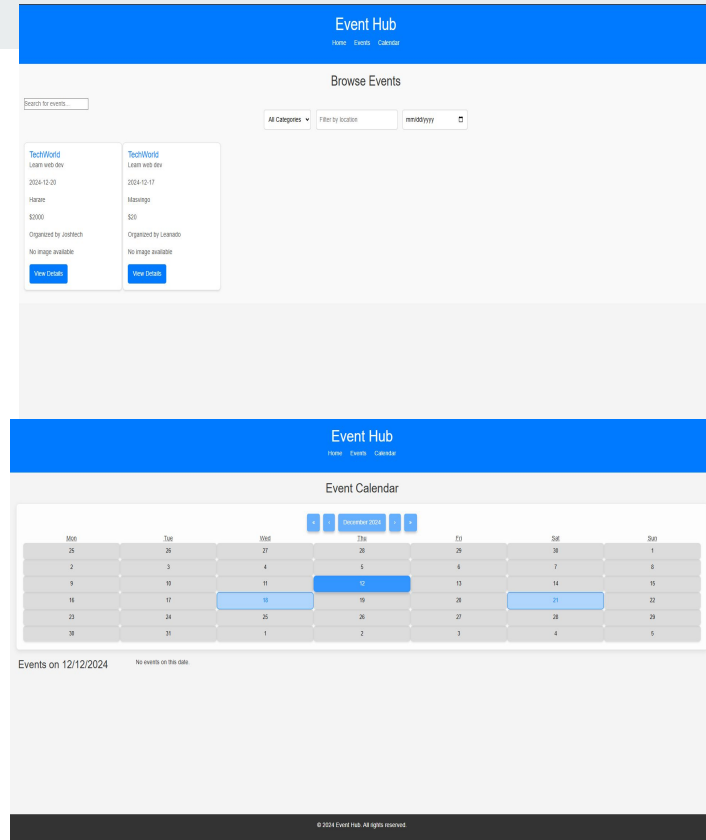 Event Hub
Home Events Calendar
Browse Events
Search for events...
All Categories Filter by location mm/dd/yyyy
TechWorld TechWorld
Learn web dev Learn web dev
2024-12-20 2024-12-17
Harare Masvingo
$2000 $20
Organized by Joshtech Organized by Leanado
No image available No image available
View Details View Details
Event Hub
Home Events Calendar
Event Calendar
« ‹ December 2024 › »
Mon Tue Wed Thu Fri Sat Sun
25 26 27 28 29 30 1
2 3 4 5 6 7 8
9 10 11 12 13 14 15
16 17 18 19 20 21 22
23 24 25 26 27 28 29
30 31 1 2 3 4 5
Events on 12/12/2024 No events on this date.
© 2024 Event Hub. All rights reserved.